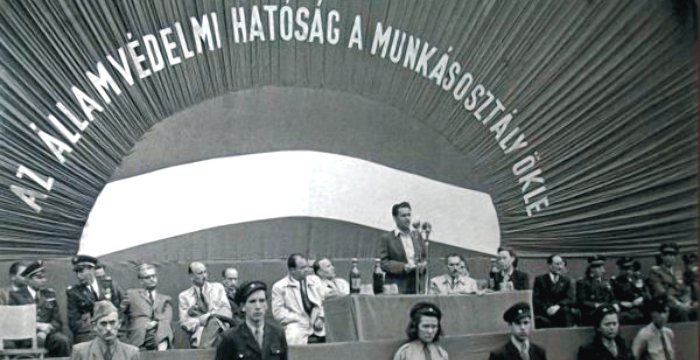 AZ ÁLLAMVÉDELMI HATÓSÁG A MUNKÁSOSZTÁLY ÖKLE